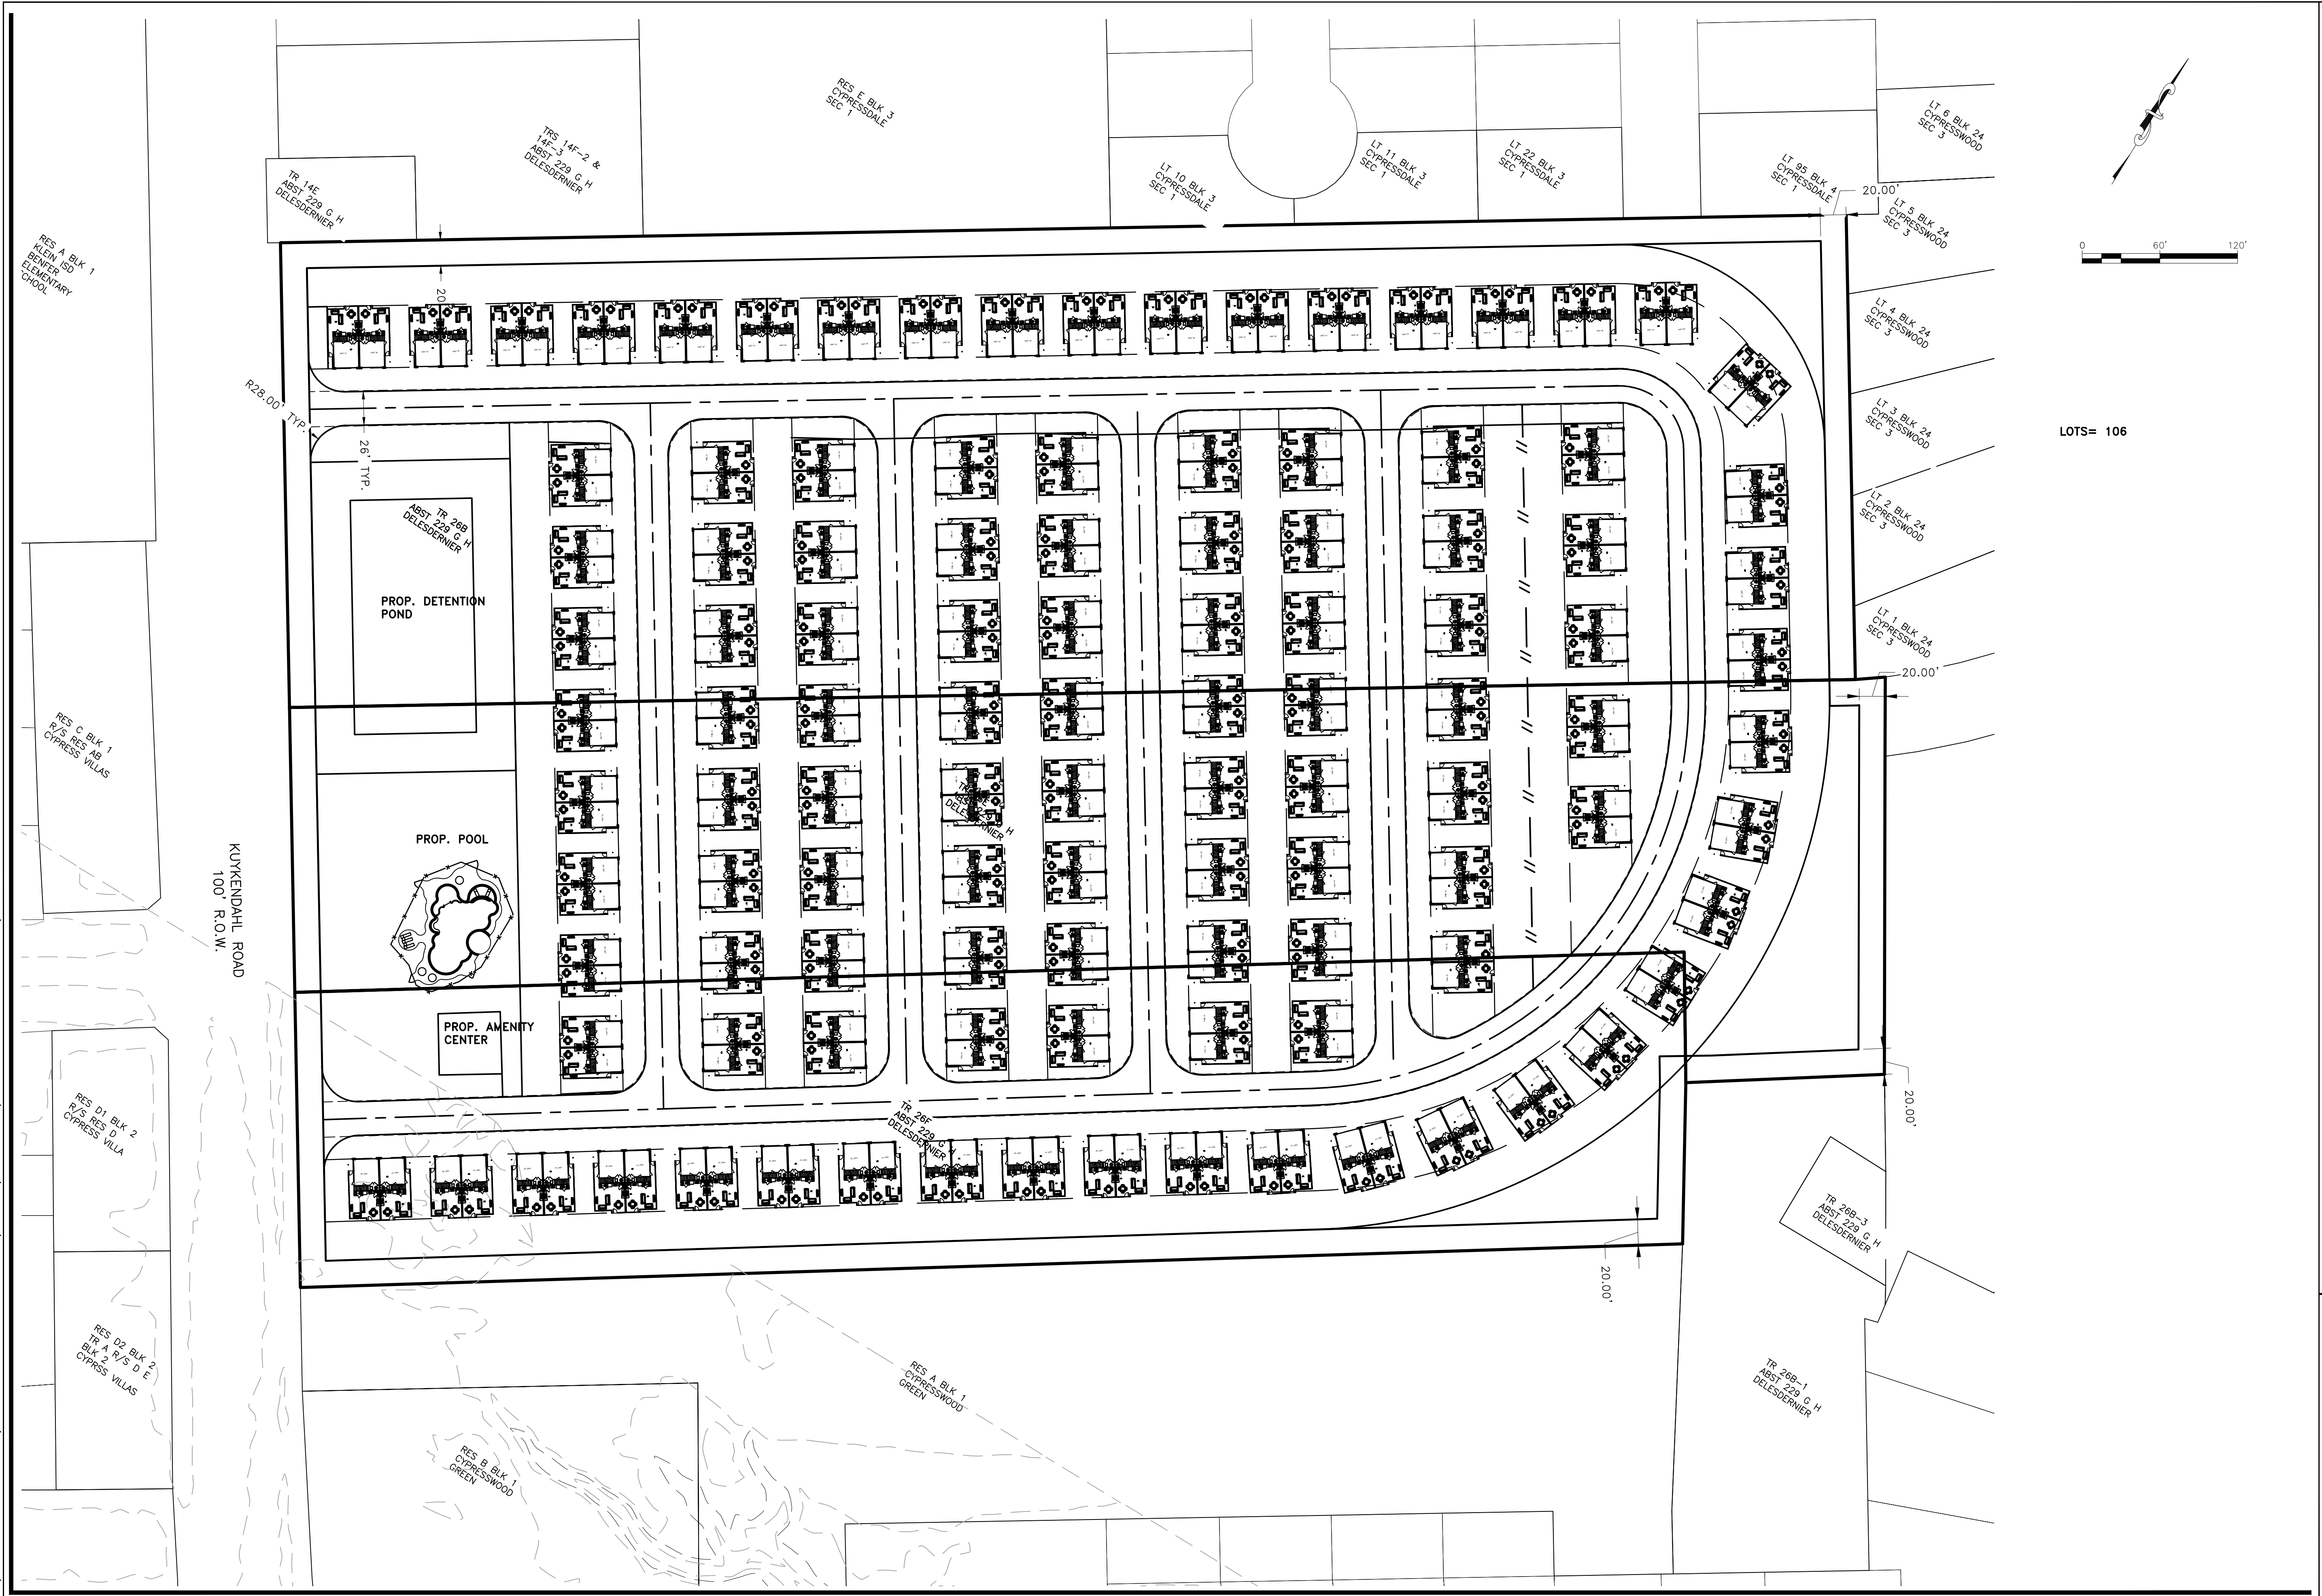 RES A BLK 1
KLEIN ISD
BENFER
ELEMENTARY
CHOOL
TR 14E
ABST 229 G H
DELESDERNIER
TRS 14F-2 &
14F-3
ABST 229 G H
DELESDERNIER
RES E BLK 3
CYPRESSDALE
SEC 1
LT 10 BLK 3
CYPRESSDALE
SEC 1
LT 11 BLK 3
CYPRESSDALE
SEC 1
LT 22 BLK 3
CYPRESSDALE
SEC 1
LT 95 BLK 4
CYPRESSDALE
SEC 1
LT 6 BLK 24
CYPRESSWOOD
SEC 3
20.00'
LT 5 BLK 24
CYPRESSWOOD
SEC 3
0 60' 120'
LT 4 BLK 24
CYPRESSWOOD
SEC 3
LT 3 BLK 24
CYPRESSWOOD
SEC 3
LOTS= 106
LT 2 BLK 24
CYPRESSWOOD
SEC 3
LT 1 BLK 24
CYPRESSWOOD
SEC 3
20.00'
20
R28.00' TYP.
26' TYP.
TR 26B
ABST 229 G H
DELESDERNIER
PROP. DETENTION
POND
RES C BLK 1
R/S RES AB
CYPRESS VILLAS
PROP. POOL
DELESDERNIER
KUYKENDAHL ROAD
100' R.O.W.
PROP. AMENITY
CENTER
RES D1 BLK 2
R/S RES D
CYPRESS VILLA
TR 26F
ABST 229 G H
DELESDERNIER
20.00'
TR 26B-3
ABST 229 G H
DELESDERNIER
20.00'
RES D2 BLK 2
TR A R/S D E
BLK 2
CYPRSS VILLAS
RES A BLK 1
CYPRESSWOOD
GREEN
TR 26B-1
ABST 229 G H
DELESDERNIER
RES B BLK 1
CYPRESSWOOD
GREEN